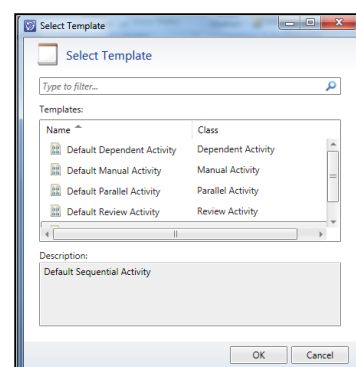 Select Template
Select Template
Type to filter...
Templates:
Name Class
Default Dependent Activity Dependent Activity
Default Manual Activity Manual Activity
Default Parallel Activity Parallel Activity
Default Review Activity Review Activity
Description:
Default Sequential Activity
OK Cancel